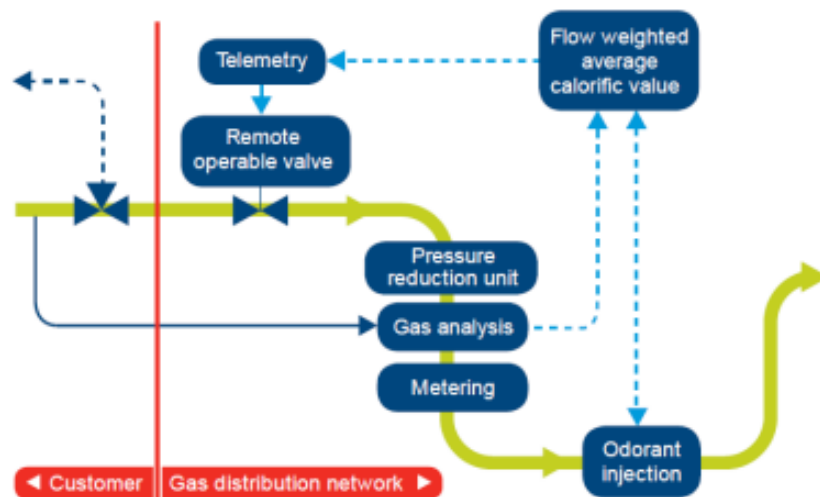 Flow weighted
average
calorific value
Telemetry
Remote
operable valve
Pressure
reduction unit
Gas analysis
Metering
Odorant
injection
◄ Customer
Gas distribution network ►